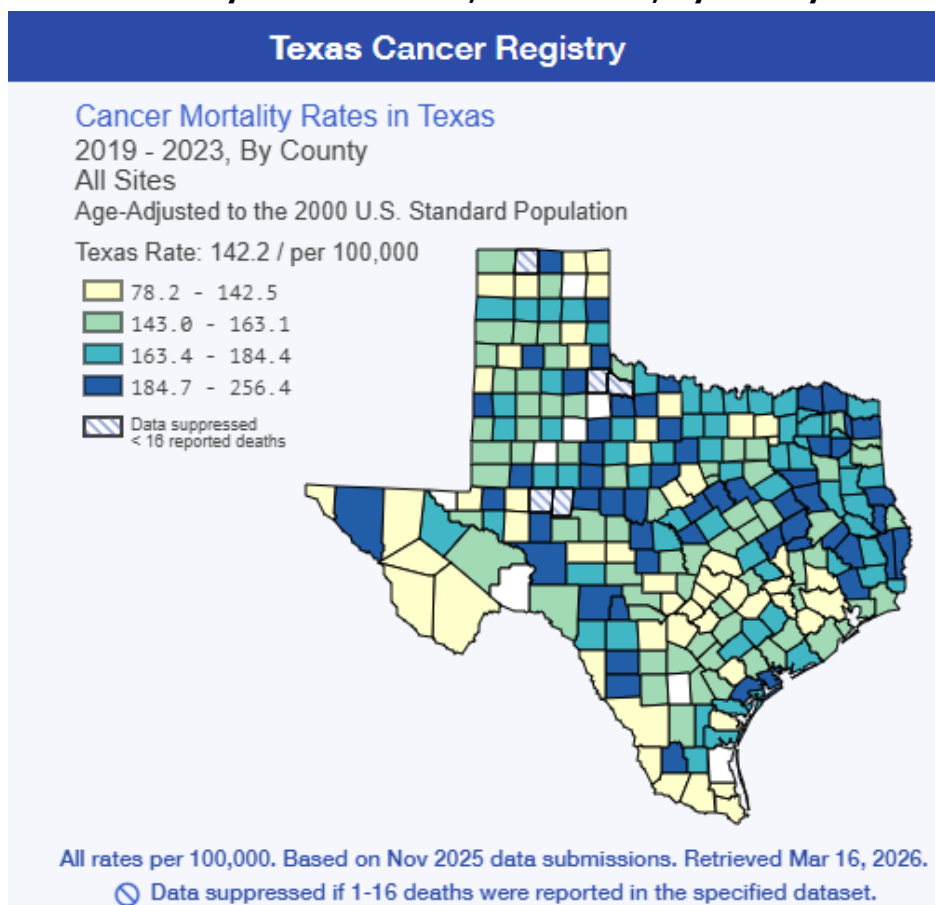 Texas Cancer Registry
Cancer Mortality Rates in Texas
2019 - 2023, By County
All Sites
Age-Adjusted to the 2000 U.S. Standard Population
Texas Rate: 142.2 / per 100,000
78.2 - 142.5
143.0 - 163.1
163.4 - 184.4
184.7 - 256.4
Data suppressed
< 16 reported deaths
All rates per 100,000. Based on Nov 2025 data submissions. Retrieved Mar 16, 2026.
Data suppressed if 1-16 deaths were reported in the specified dataset.